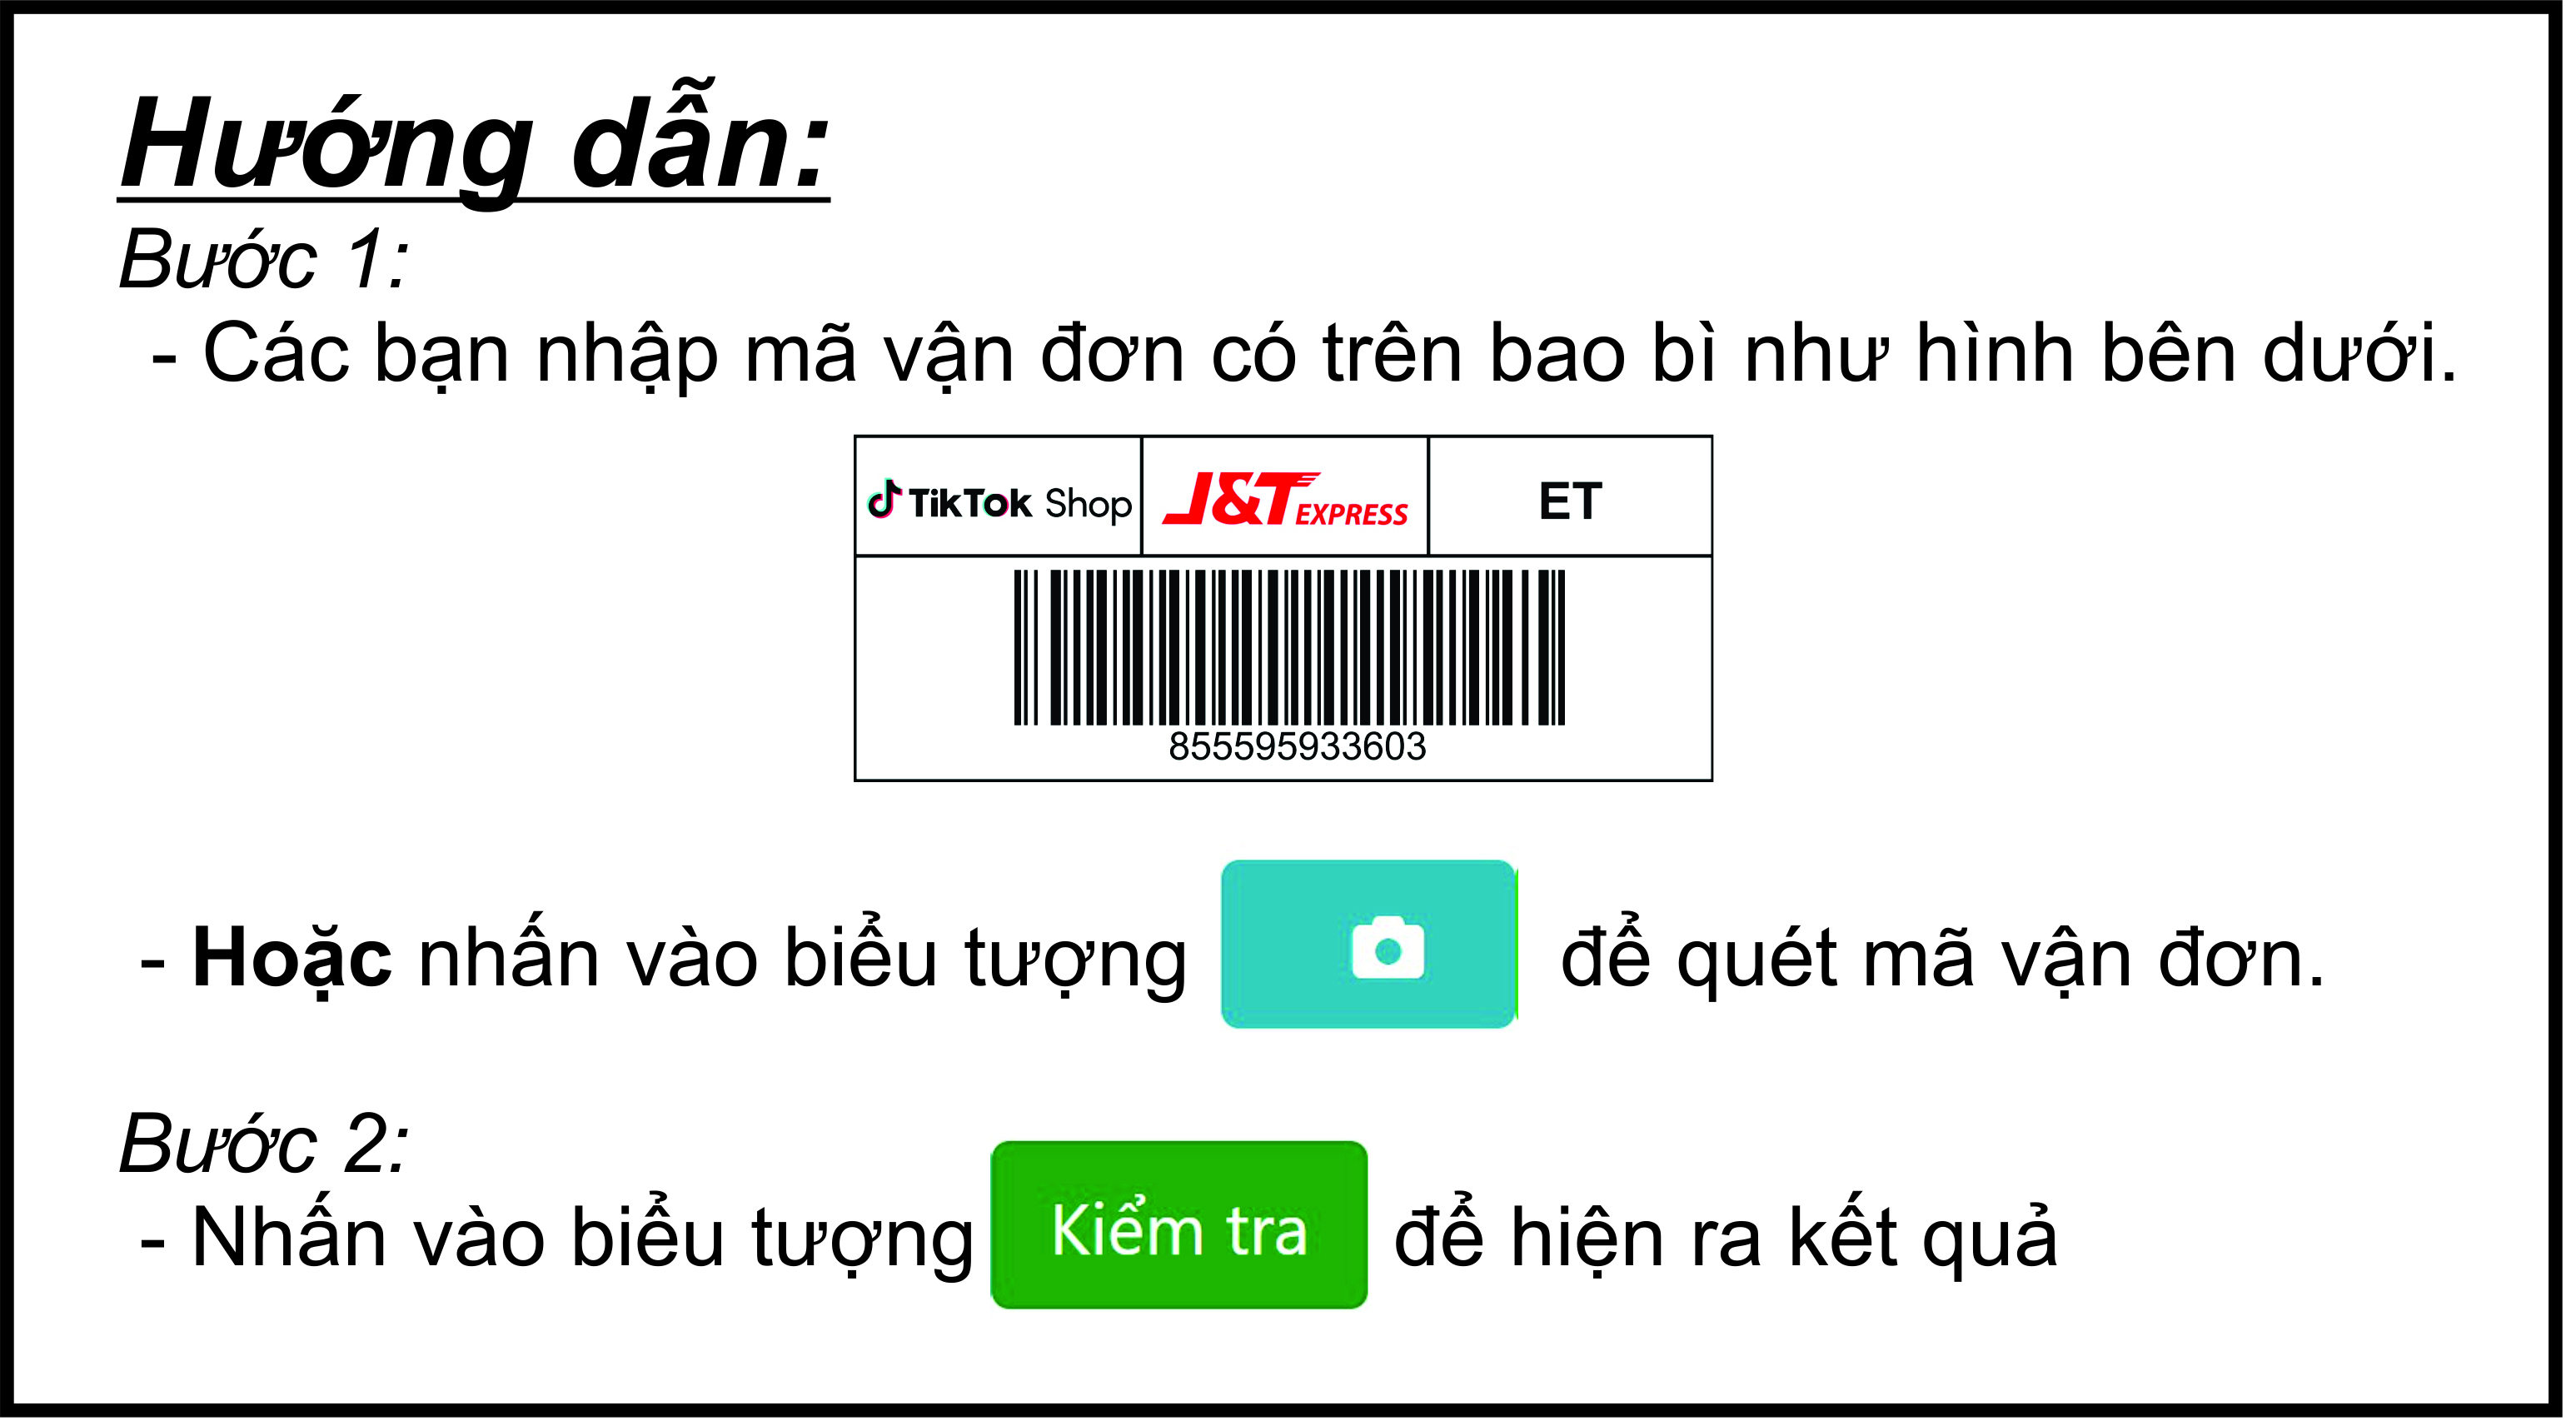 Hướng dẫn:
Bước 1:
- Các bạn nhập mã vận đơn có trên bao bì như hình bên dưới.
TikTok Shop J&T EXPRESS ET
855595933603
- Hoặc nhấn vào biểu tượng để quét mã vận đơn.
Bước 2:
- Nhấn vào biểu tượng Kiểm tra để hiện ra kết quả